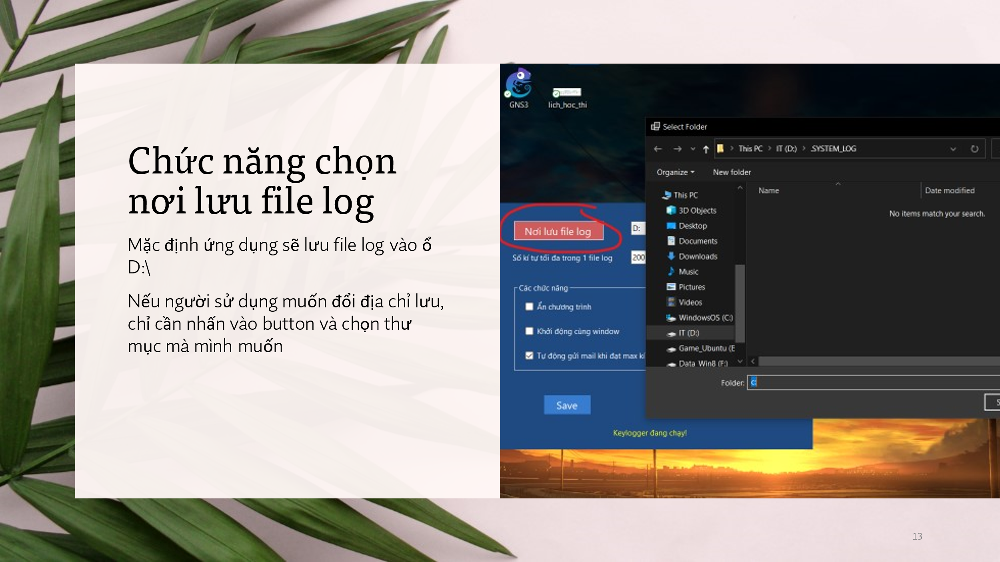 Chức năng chọn
nơi lưu file log
Mặc định ứng dụng sẽ lưu file log vào ổ
D:\
Nếu người sử dụng muốn đổi địa chỉ lưu,
chỉ cần nhấn vào button và chọn thư
mục mà mình muốn
GNS3
lich_hoc_thi
Select Folder
This PC > IT (D:) > .SYSTEM_LOG
Organize
New folder
Name
Date modified
This PC
3D Objects
Desktop
Documents
Downloads
Music
Pictures
Videos
WindowsOS (C:)
IT (D:)
Game_Ubuntu (E
Data_Win8 (F:)
No items match your search.
Folder:
C:
S
Nơi lưu file log
D:
Số kí tự tối đa trong 1 file log
200
Các chức năng
Ẩn chương trình
Khởi động cùng window
Tự động gửi mail khi đạt max kí
Save
Keylogger đang chạy!
13